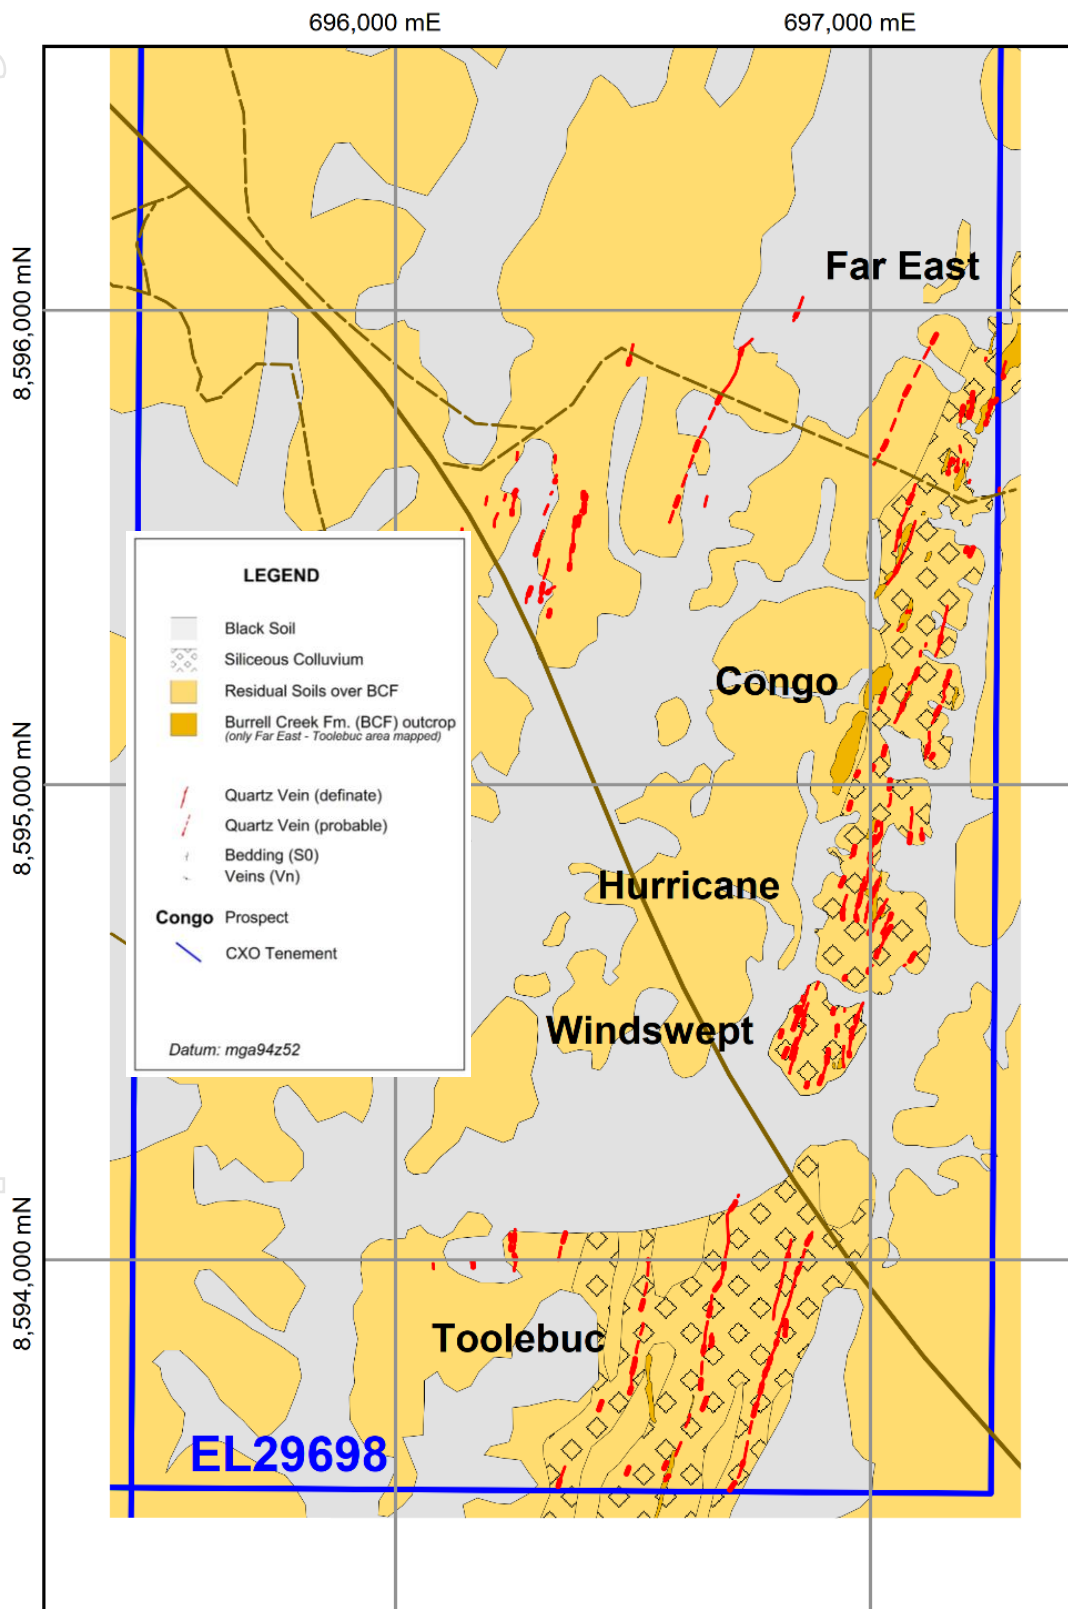 696,000 mE
697,000 mE
Far East
8,596,000 mN
LEGEND
Black Soil
Siliceous Colluvium
Residual Soils over BCF
Burrell Creek Fm. (BCF) outcrop
(only Far East - Toolebuc area mapped)
Quartz Vein (definate)
Quartz Vein (probable)
Bedding (S0)
Veins (Vn)
Congo Prospect
CXO Tenement
Datum: mga94z52
Congo
8,595,000 mN
Hurricane
Windswept
8,594,000 mN
Toolebuc
EL29698